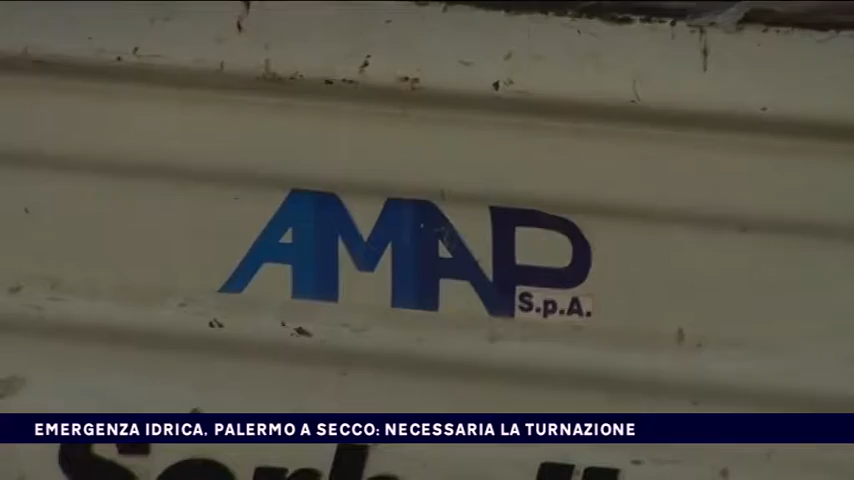 AMAP
S.p.A.
EMERGENZA IDRICA, PALERMO A SECCO: NECESSARIA LA TURNAZIONE